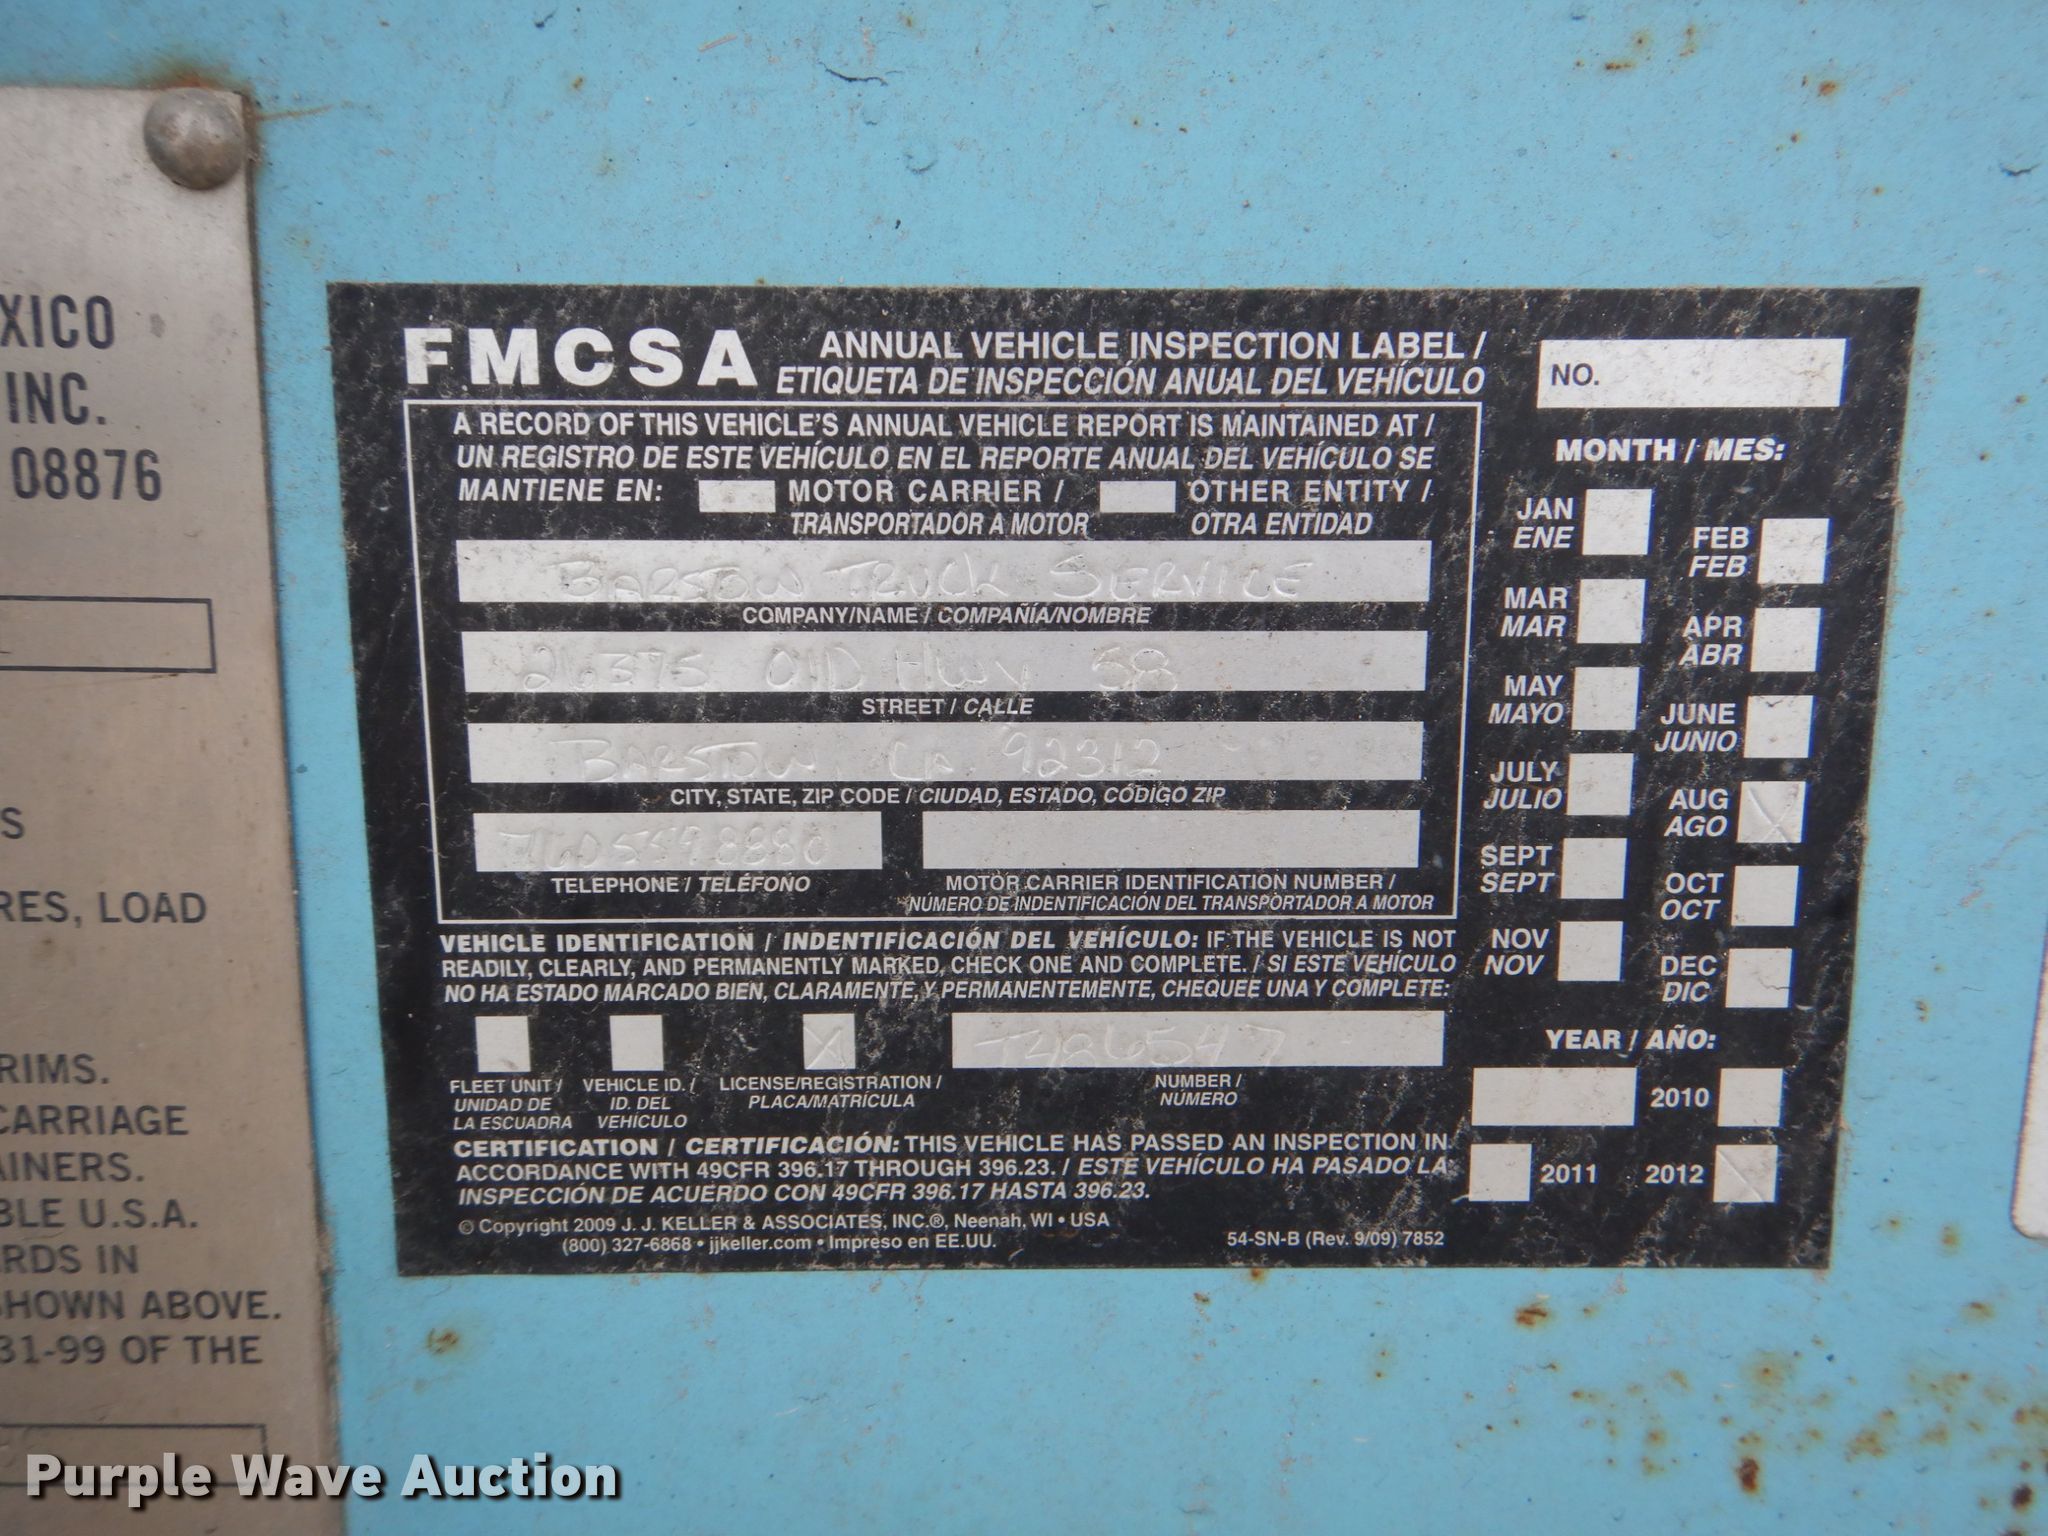 XICO
INC.
08876
S
RES, LOAD
RIMS.
CARRIAGE
AINERS.
BLE U.S.A.
RDS IN
SHOWN ABOVE.
31-99 OF THE
FMCSA ANNUAL VEHICLE INSPECTION LABEL /
ETIQUETA DE INSPECCIÓN ANUAL DEL VEHÍCULO
A RECORD OF THIS VEHICLE'S ANNUAL VEHICLE REPORT IS MAINTAINED AT /
UN REGISTRO DE ESTE VEHÍCULO EN EL REPORTE ANUAL DEL VEHÍCULO SE
MANTIENE EN: MOTOR CARRIER / OTHER ENTITY /
TRANSPORTADOR A MOTOR OTRA ENTIDAD
BARSTOW TRUCK SERVICE
COMPANY/NAME / COMPAÑÍA/NOMBRE
26375 OLD HWY 58
STREET / CALLE
BARSTOW, CA 92312
CITY, STATE, ZIP CODE / CIUDAD, ESTADO, CÓDIGO ZIP
TELEPHONE / TELÉFONO
MOTOR CARRIER IDENTIFICATION NUMBER /
NÚMERO DE INDENTIFICACIÓN DEL TRANSPORTADOR A MOTOR
VEHICLE IDENTIFICATION / INDENTIFICACIÓN DEL VEHÍCULO: IF THE VEHICLE IS NOT
READILY, CLEARLY, AND PERMANENTLY MARKED, CHECK ONE AND COMPLETE. / SI ESTE VEHÍCULO
NO HA ESTADO MARCADO BIEN, CLARAMENTE, Y PERMANENTEMENTE, CHEQUEE UNA Y COMPLETE:
X T486547
FLEET UNIT / VEHICLE ID. / LICENSE/REGISTRATION / NUMBER /
UNIDAD DE ID. DEL PLACA/MATRÍCULA NÚMERO
LA ESCUADRA VEHÍCULO
CERTIFICATION / CERTIFICACIÓN: THIS VEHICLE HAS PASSED AN INSPECTION IN
ACCORDANCE WITH 49CFR 396.17 THROUGH 396.23. / ESTE VEHÍCULO HA PASADO LA
INSPECCIÓN DE ACUERDO CON 49CFR 396.17 HASTA 396.23.
© Copyright 2009 J. J. KELLER & ASSOCIATES, INC.®, Neenah, WI • USA
(800) 327-6868 • jjkeller.com • Impreso en EE.UU. 54-SN-B (Rev. 9/09) 7852
NO.
MONTH / MES:
JAN
ENE
FEB
FEB
MAR
MAR
APR
ABR
MAY
MAYO
JUNE
JUNIO
JULY
JULIO
AUG X
AGO
SEPT
SEPT
OCT
OCT
NOV
NOV
DEC
DIC
YEAR / AÑO:
2010
2011 2012 X
Purple Wave Auction